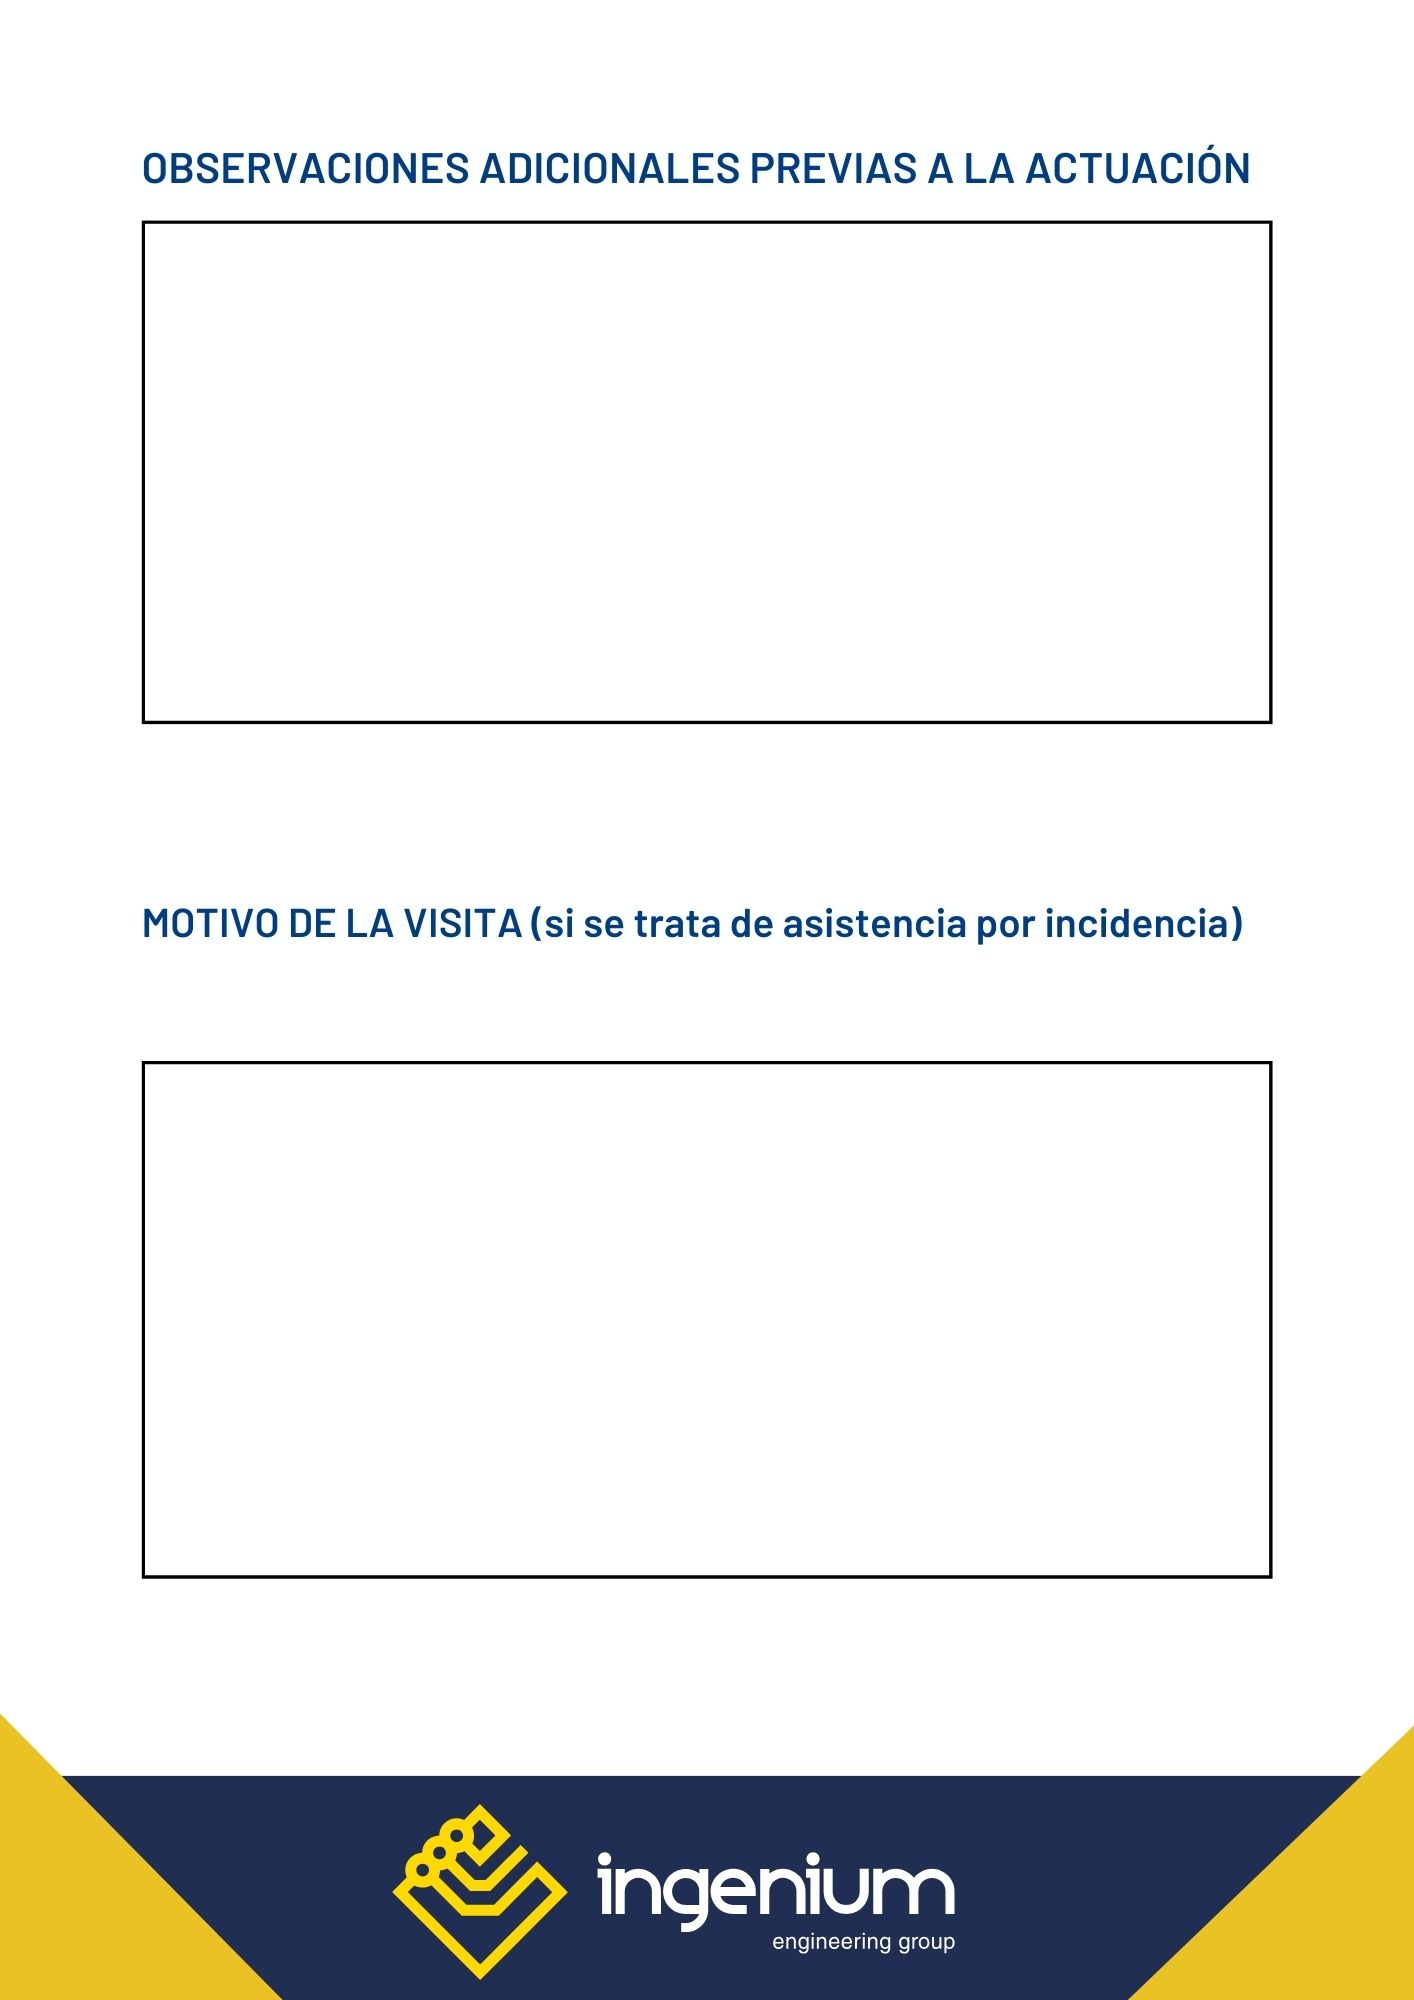 OBSERVACIONES ADICIONALES PREVIAS A LA ACTUACIÓN
MOTIVO DE LA VISITA (si se trata de asistencia por incidencia)
ingenium
engineering group